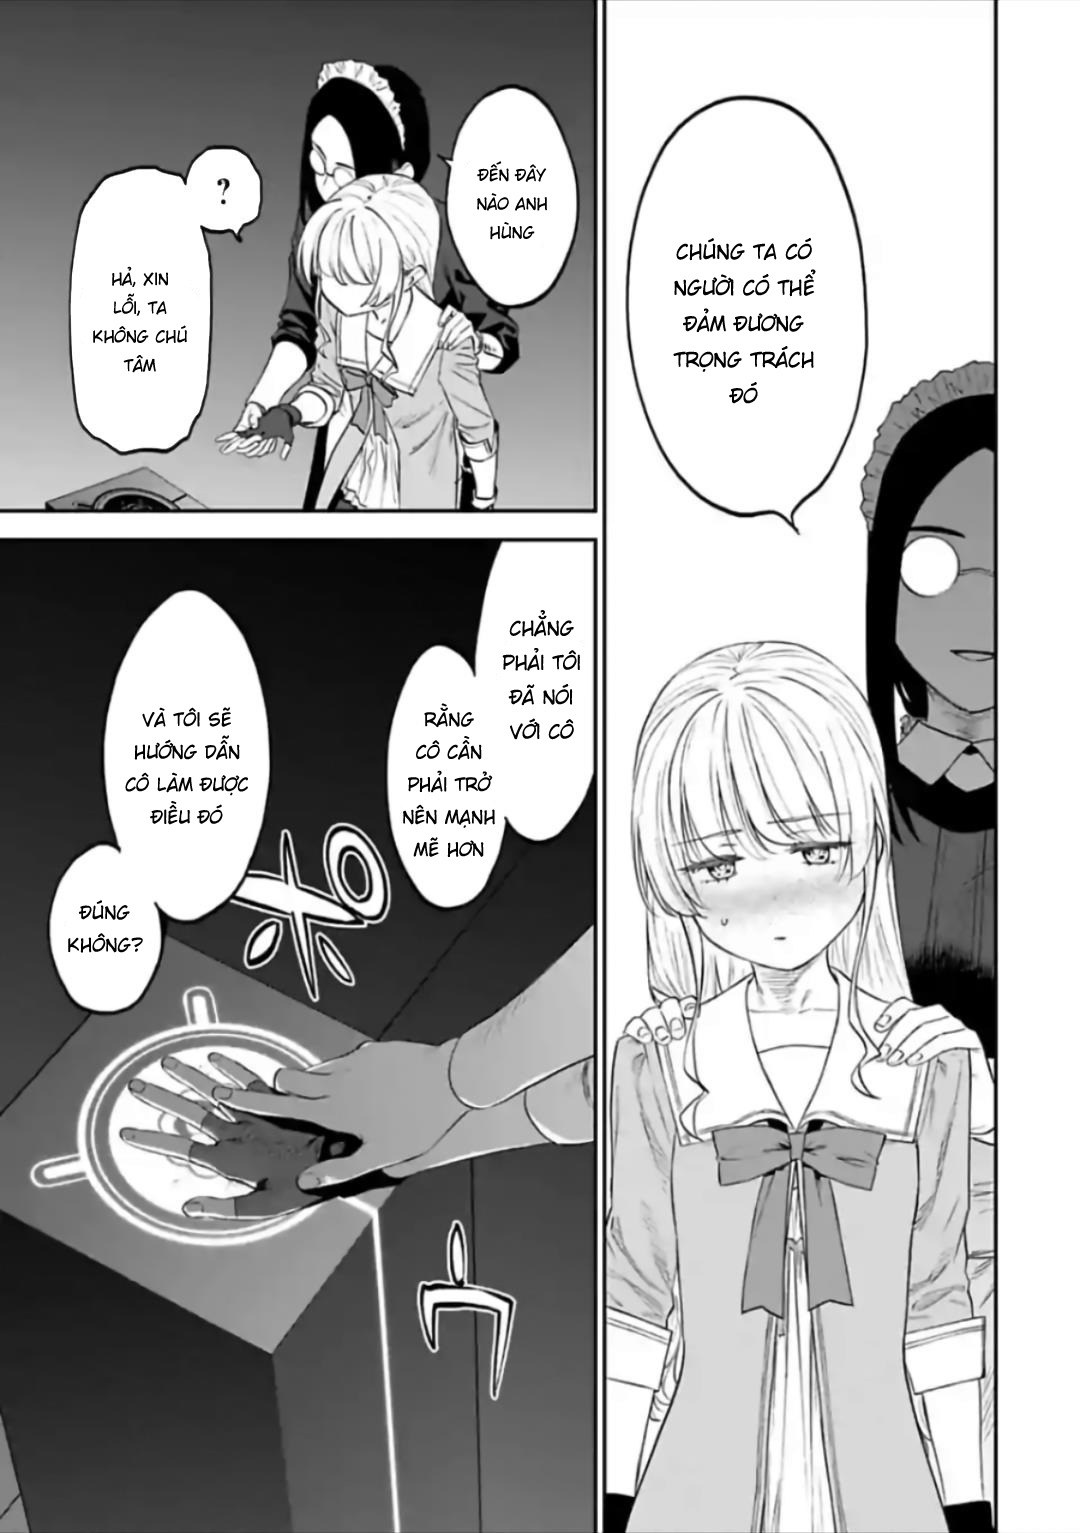 CHÚNG TA CÓ
NGƯỜI CÓ THỂ
ĐẢM ĐƯƠNG
TRỌNG TRÁCH
ĐÓ
ĐẾN ĐÂY
NÀO ANH
HÙNG
?
HẢ, XIN
LỖI, TA
KHÔNG CHÚ
TÂM
CHẲNG
PHẢI TÔI
ĐÃ NÓI
VỚI CÔ
RẰNG
CÔ CẦN
PHẢI TRỞ
NÊN MẠNH
MẼ HƠN
VÀ TÔI SẼ
HƯỚNG DẪN
CÔ LÀM ĐƯỢC
ĐIỀU ĐÓ
ĐÚNG
KHÔNG?